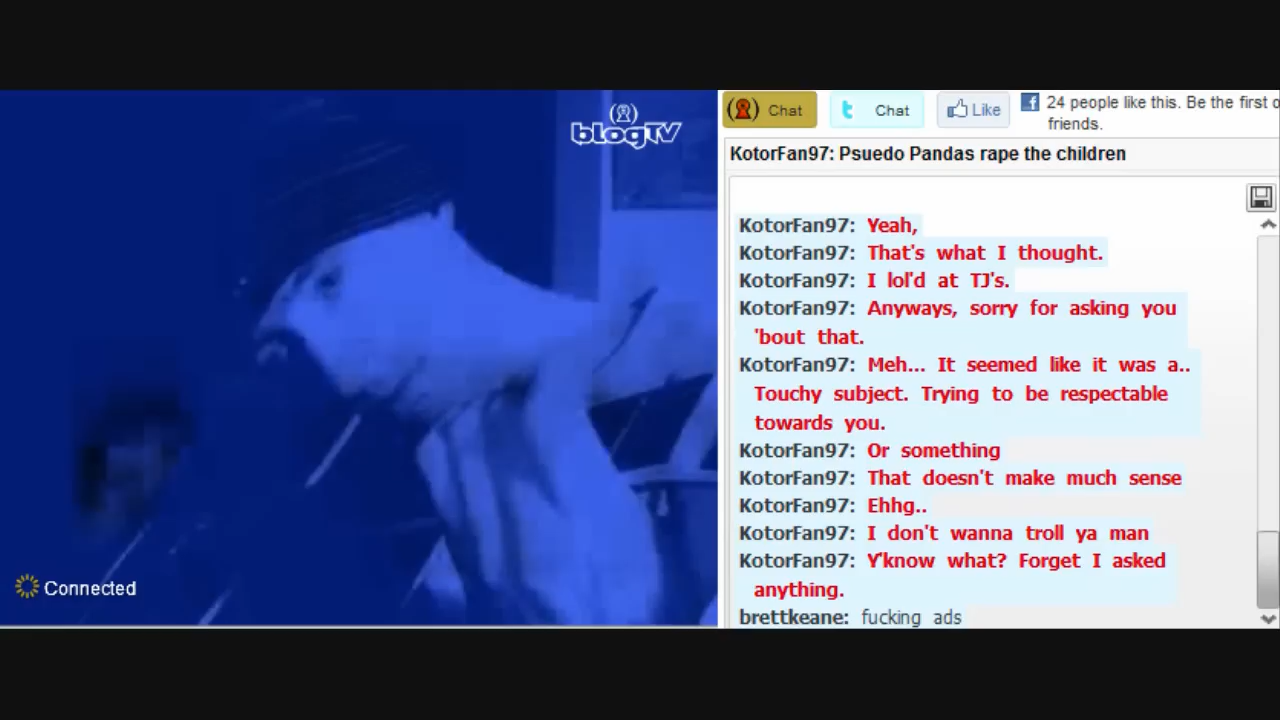 blogTV
Connected
Chat
Chat
Like
24 people like this. Be the first o
friends.
KotorFan97: Psuedo Pandas rape the children
KotorFan97: Yeah,
KotorFan97: That's what I thought.
KotorFan97: I lol'd at TJ's.
KotorFan97: Anyways, sorry for asking you
'bout that.
KotorFan97: Meh... It seemed like it was a..
Touchy subject. Trying to be respectable
towards you.
KotorFan97: Or something
KotorFan97: That doesn't make much sense
KotorFan97: Ehhg..
KotorFan97: I don't wanna troll ya man
KotorFan97: Y'know what? Forget I asked
anything.
brettkeane: fucking ads